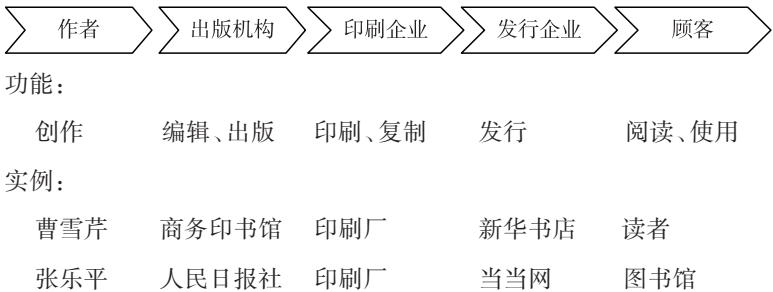 作者 出版机构 印刷企业 发行企业 顾客
功能：
创作 编辑、出版 印刷、复制 发行 阅读、使用
实例：
曹雪芹 商务印书馆 印刷厂 新华书店 读者
张乐平 人民日报社 印刷厂 当当网 图书馆